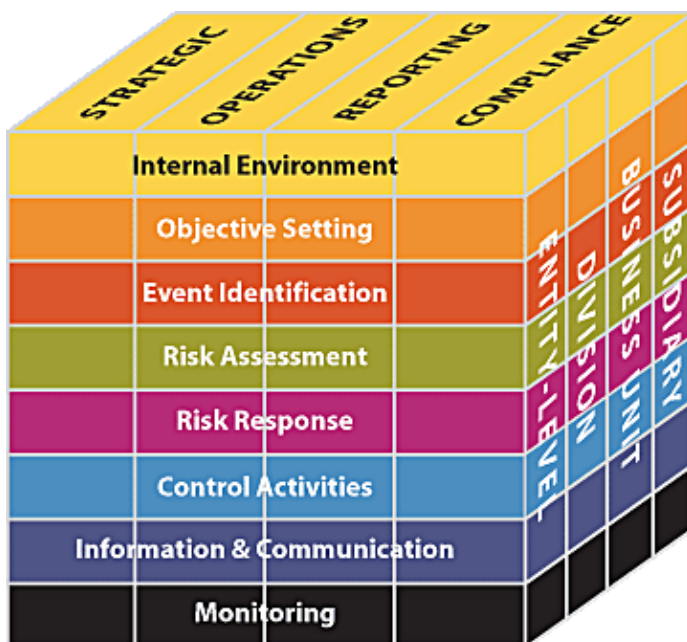 STRATEGIC
OPERATIONS
REPORTING
COMPLIANCE
Internal Environment
Objective Setting
Event Identification
Risk Assessment
Risk Response
Control Activities
Information & Communication
Monitoring
ENTITY-LEVEL
DIVISION
BUSINESS UNIT
SUBSIDIARY